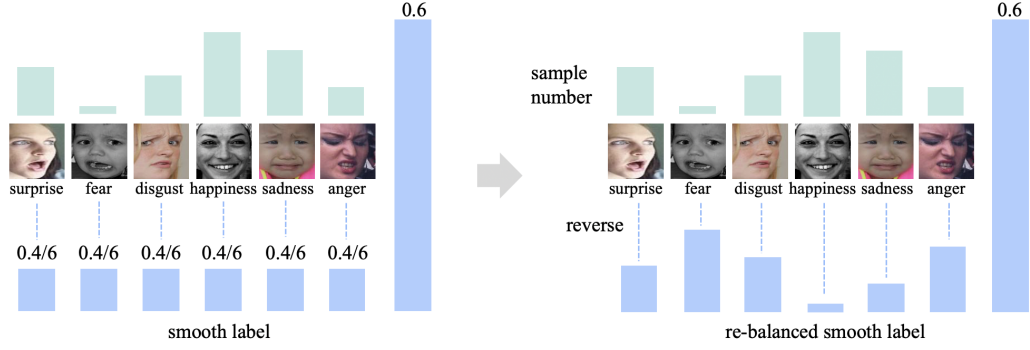 0.6
surprise fear disgust happiness sadness anger
0.4/6 0.4/6 0.4/6 0.4/6 0.4/6 0.4/6
smooth label
0.6
sample
number
surprise fear disgust happiness sadness anger
reverse
re-balanced smooth label